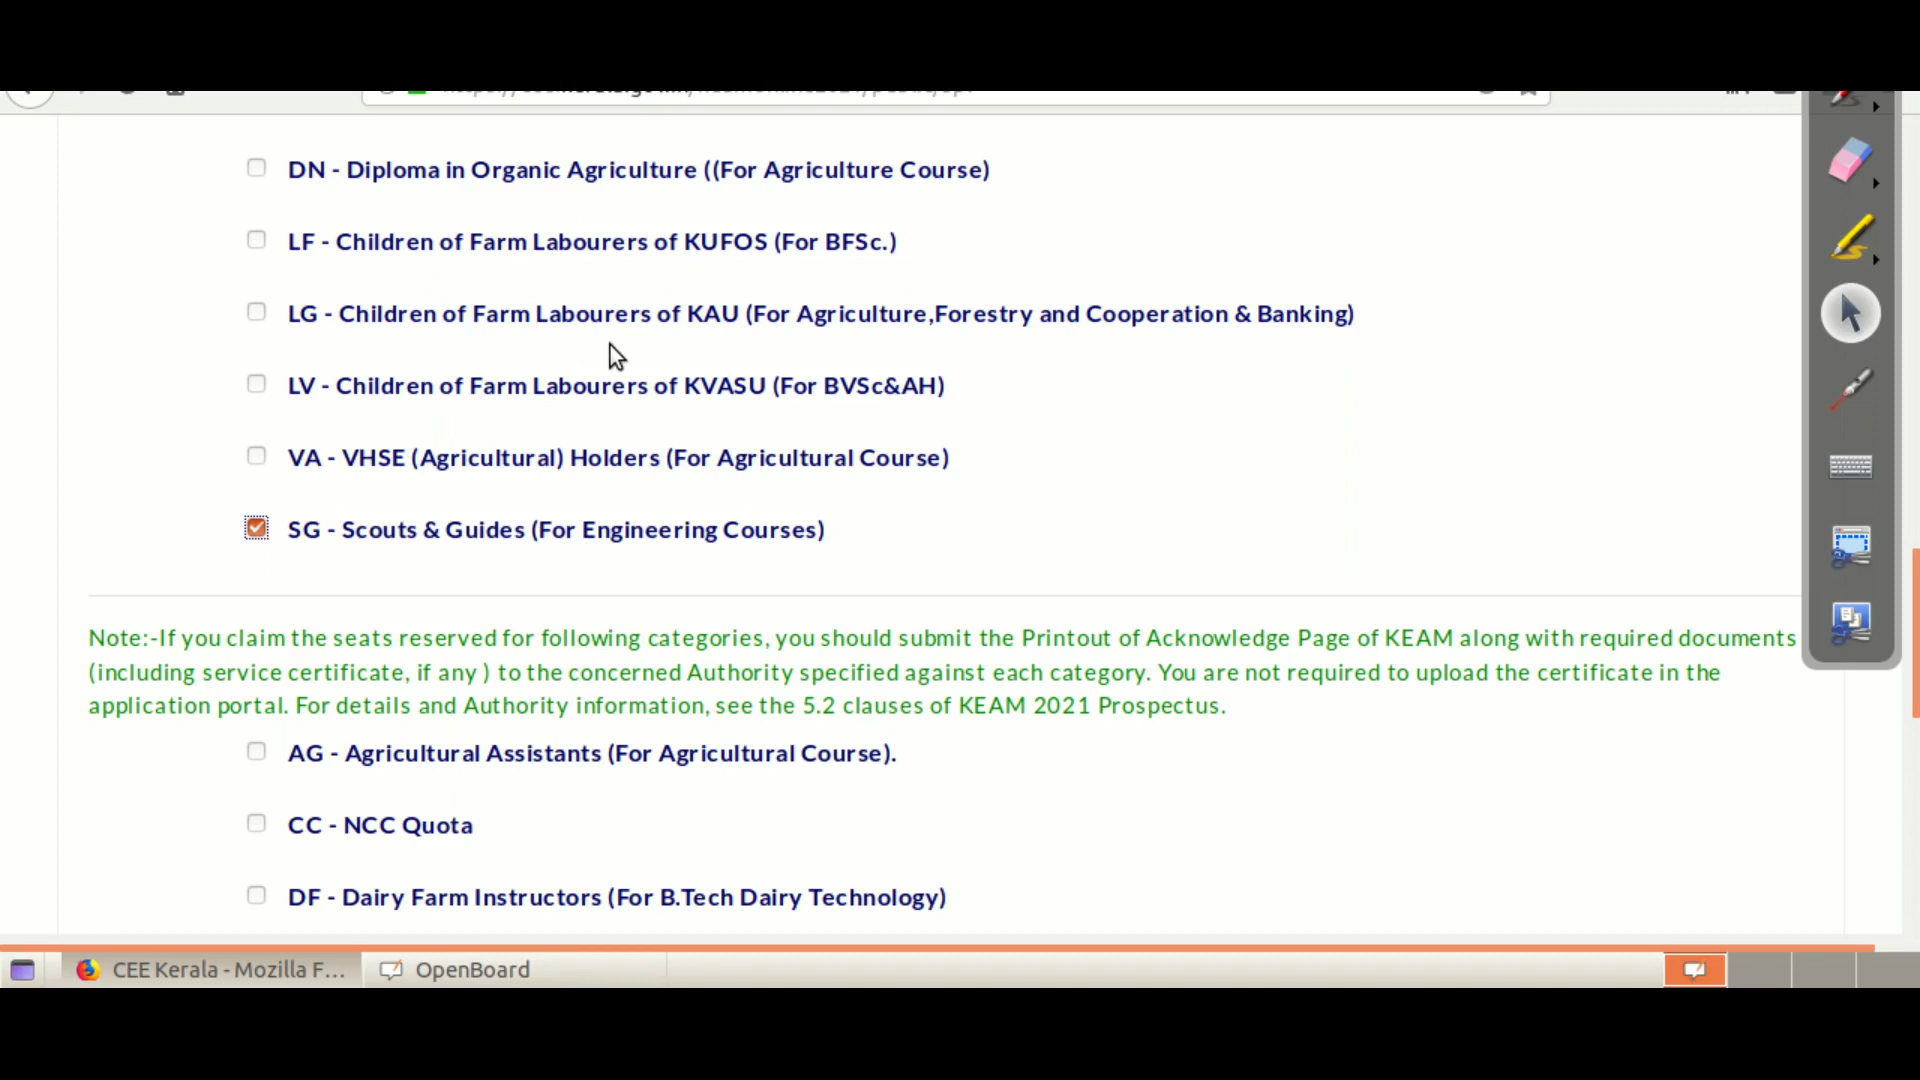 DN - Diploma in Organic Agriculture ((For Agriculture Course)
LF - Children of Farm Labourers of KUFOS (For BFSc.)
LG - Children of Farm Labourers of KAU (For Agriculture,Forestry and Cooperation & Banking)
LV - Children of Farm Labourers of KVASU (For BVSc&AH)
VA - VHSE (Agricultural) Holders (For Agricultural Course)
SG - Scouts & Guides (For Engineering Courses)
Note:-If you claim the seats reserved for following categories, you should submit the Printout of Acknowledge Page of KEAM along with required documents
(including service certificate, if any ) to the concerned Authority specified against each category. You are not required to upload the certificate in the
application portal. For details and Authority information, see the 5.2 clauses of KEAM 2021 Prospectus.
AG - Agricultural Assistants (For Agricultural Course).
CC - NCC Quota
DF - Dairy Farm Instructors (For B.Tech Dairy Technology)
CEE Kerala - Mozilla F... OpenBoard